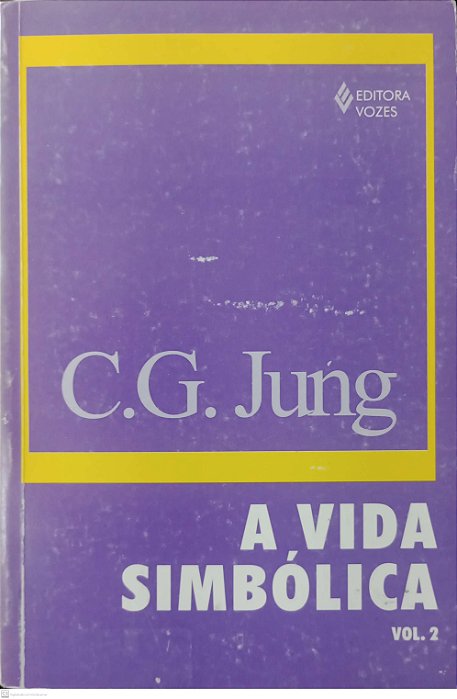 EDITORA
VOZES
C.G. Jung
A VIDA
SIMBÓLICA
VOL. 2